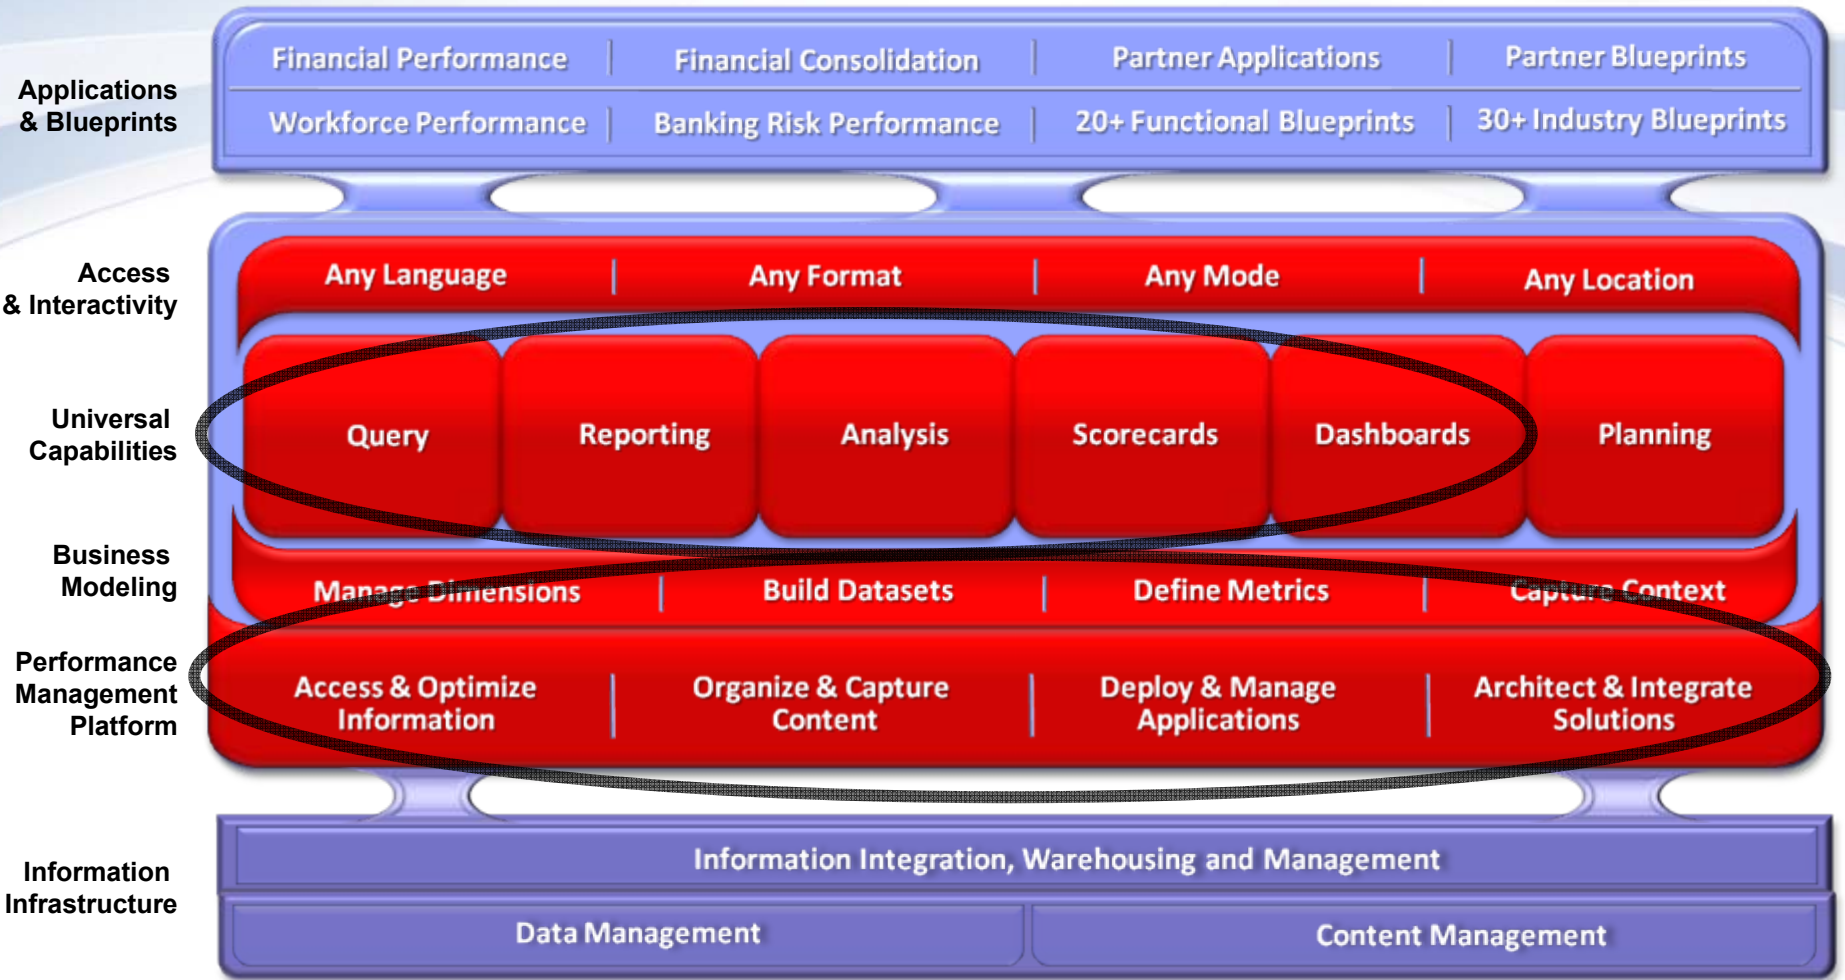 Applications
& Blueprints
Financial Performance
Financial Consolidation
Partner Applications
Partner Blueprints
Workforce Performance
Banking Risk Performance
20+ Functional Blueprints
30+ Industry Blueprints
Access
& Interactivity
Any Language
Any Format
Any Mode
Any Location
Universal
Capabilities
Query
Reporting
Analysis
Scorecards
Dashboards
Planning
Business
Modeling
Manage Dimensions
Build Datasets
Define Metrics
Capture Context
Performance
Management
Platform
Access & Optimize
Information
Organize & Capture
Content
Deploy & Manage
Applications
Architect & Integrate
Solutions
Information
Infrastructure
Information Integration, Warehousing and Management
Data Management
Content Management